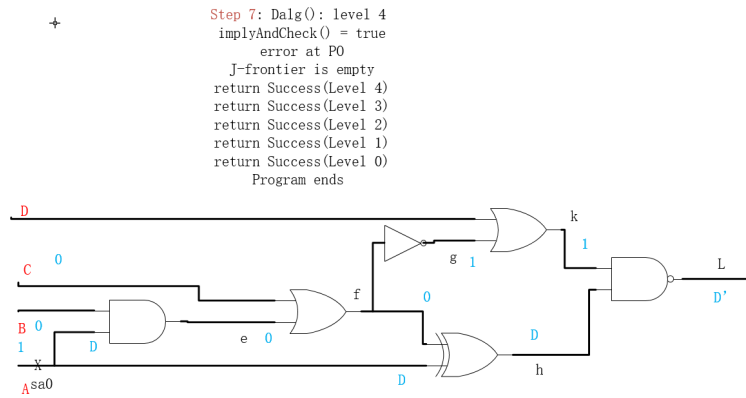 Step 7: Dalg(): level 4
implyAndCheck() = true
error at PO
J-frontier is empty
return Success(Level 4)
return Success(Level 3)
return Success(Level 2)
return Success(Level 1)
return Success(Level 0)
Program ends
D
k
0
1
C
g 1
L
f
0
D'
B 0
e 0
D
1
D
h
X
D
A sa0